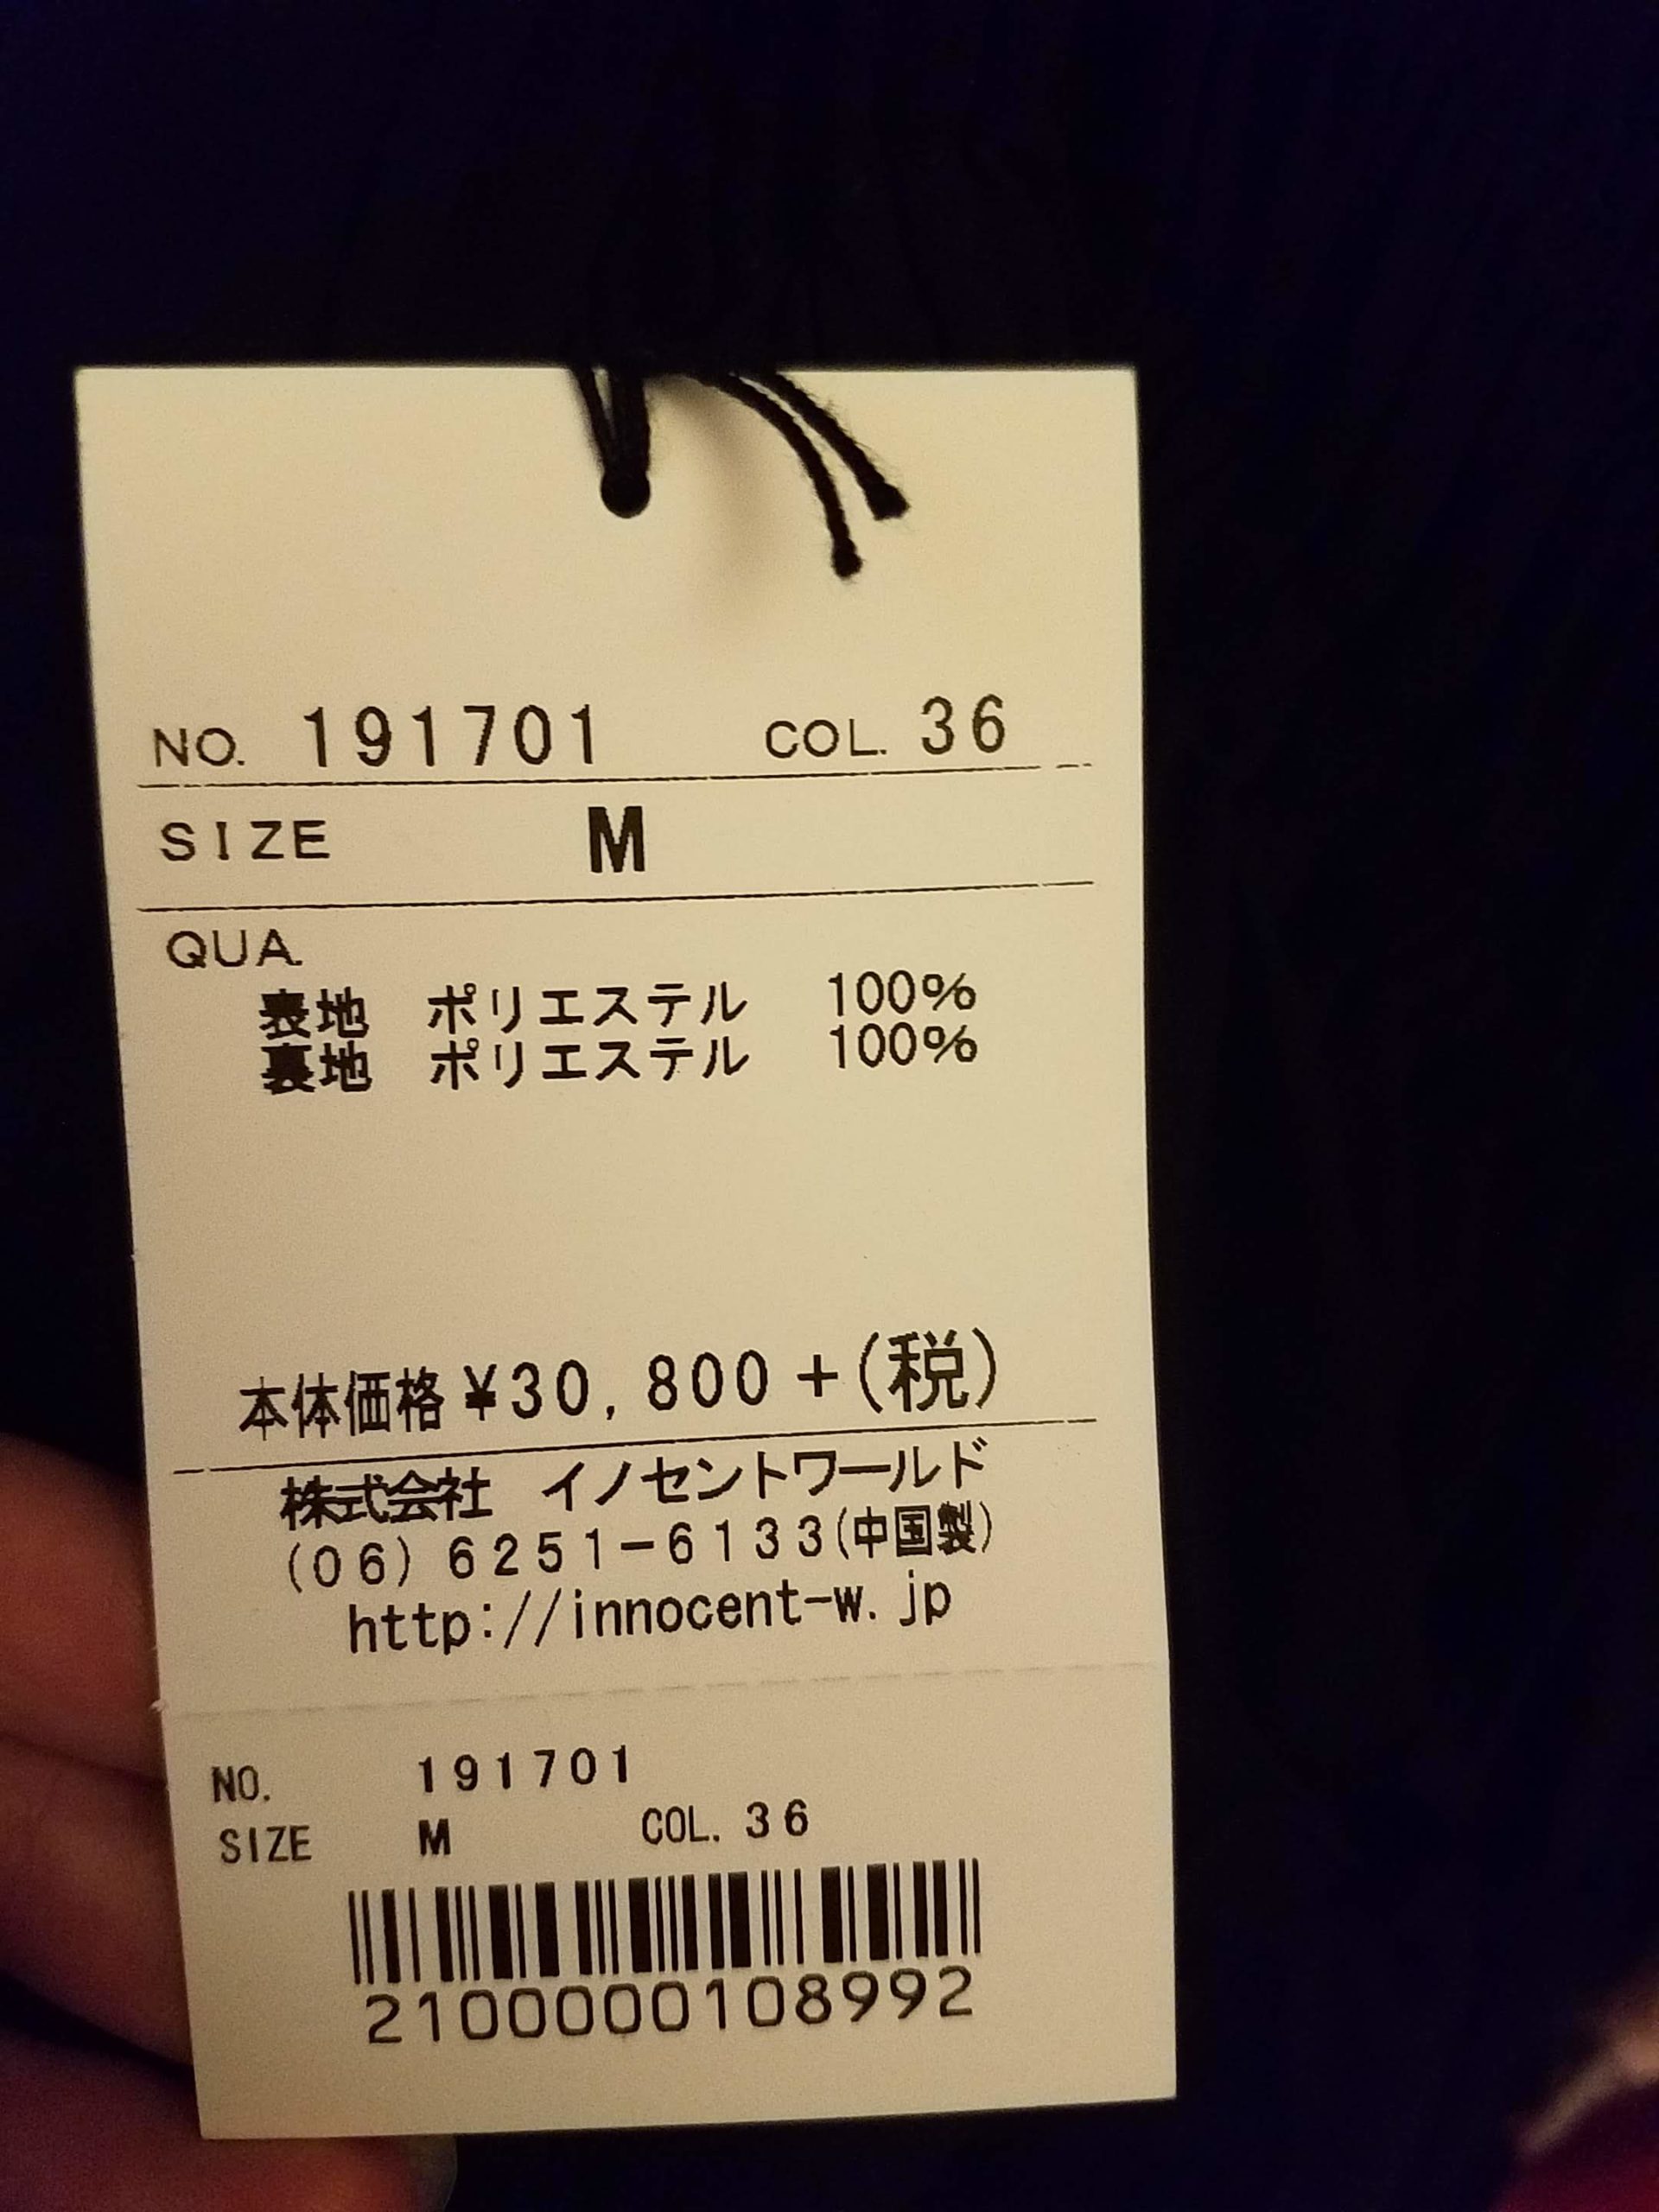 NO. 191701 COL. 36
SIZE M
QUA.
表地 ポリエステル 100%
裏地 ポリエステル 100%
本体価格 ¥30,800+(税)
株式会社 イノセントワールド
(06) 6251-6133(中国製)
http://innocent-w.jp
NO. 191701
SIZE M COL. 36
2100000108992